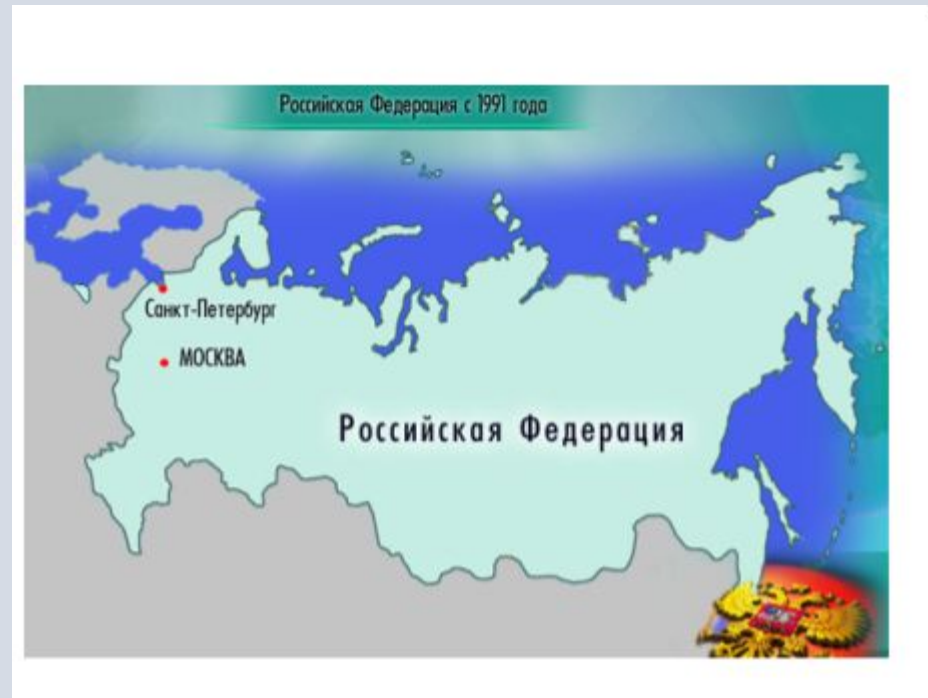 Российская Федерация с 1991 года
Санкт-Петербург
МОСКВА
Российская Федерация